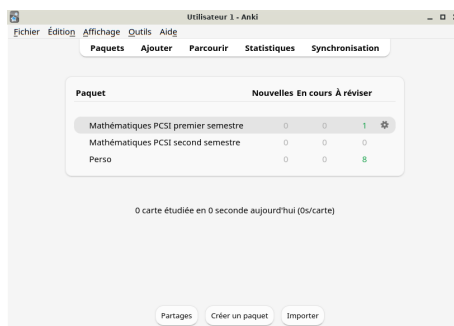 Utilisateur 1 - Anki
Fichier Édition Affichage Outils Aide
Paquets Ajouter Parcourir Statistiques Synchronisation
Paquet Nouvelles En cours À réviser
Mathématiques PCSI premier semestre 0 0 1
Mathématiques PCSI second semestre 0 0 0
Perso 0 0 8
0 carte étudiée en 0 seconde aujourd'hui (0s/carte)
Partages Créer un paquet Importer